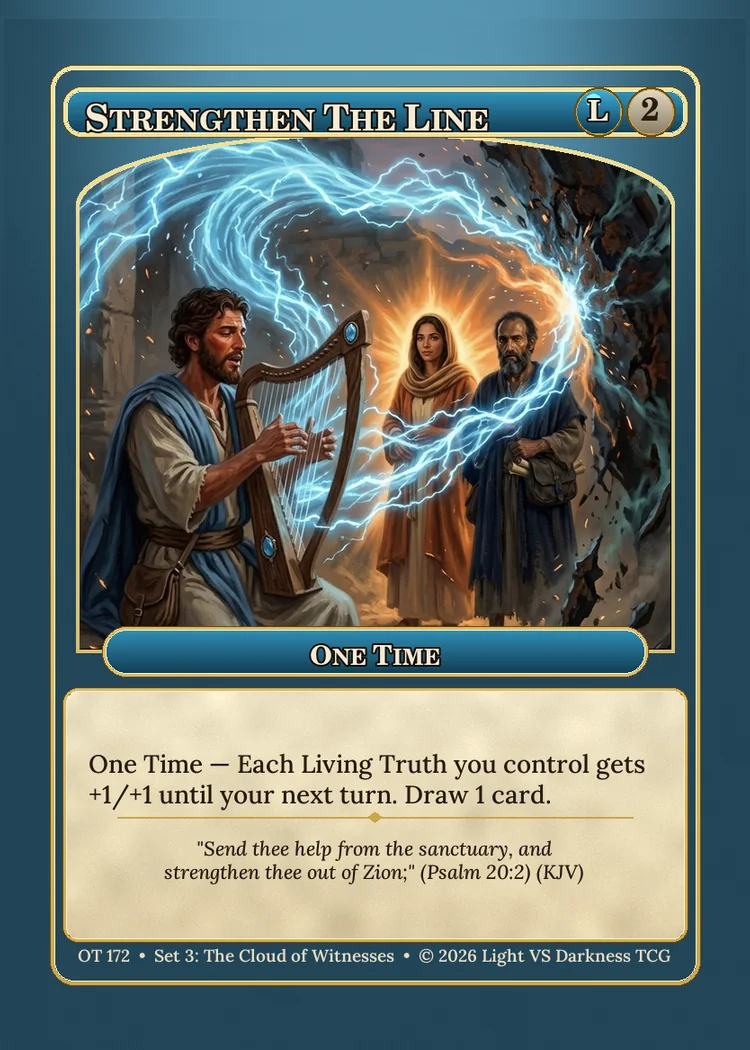 Strengthen The Line
L 2
One Time
One Time — Each Living Truth you control gets
+1/+1 until your next turn. Draw 1 card.
"Send thee help from the sanctuary, and
strengthen thee out of Zion;" (Psalm 20:2) (KJV)
OT 172 • Set 3: The Cloud of Witnesses • © 2026 Light VS Darkness TCG